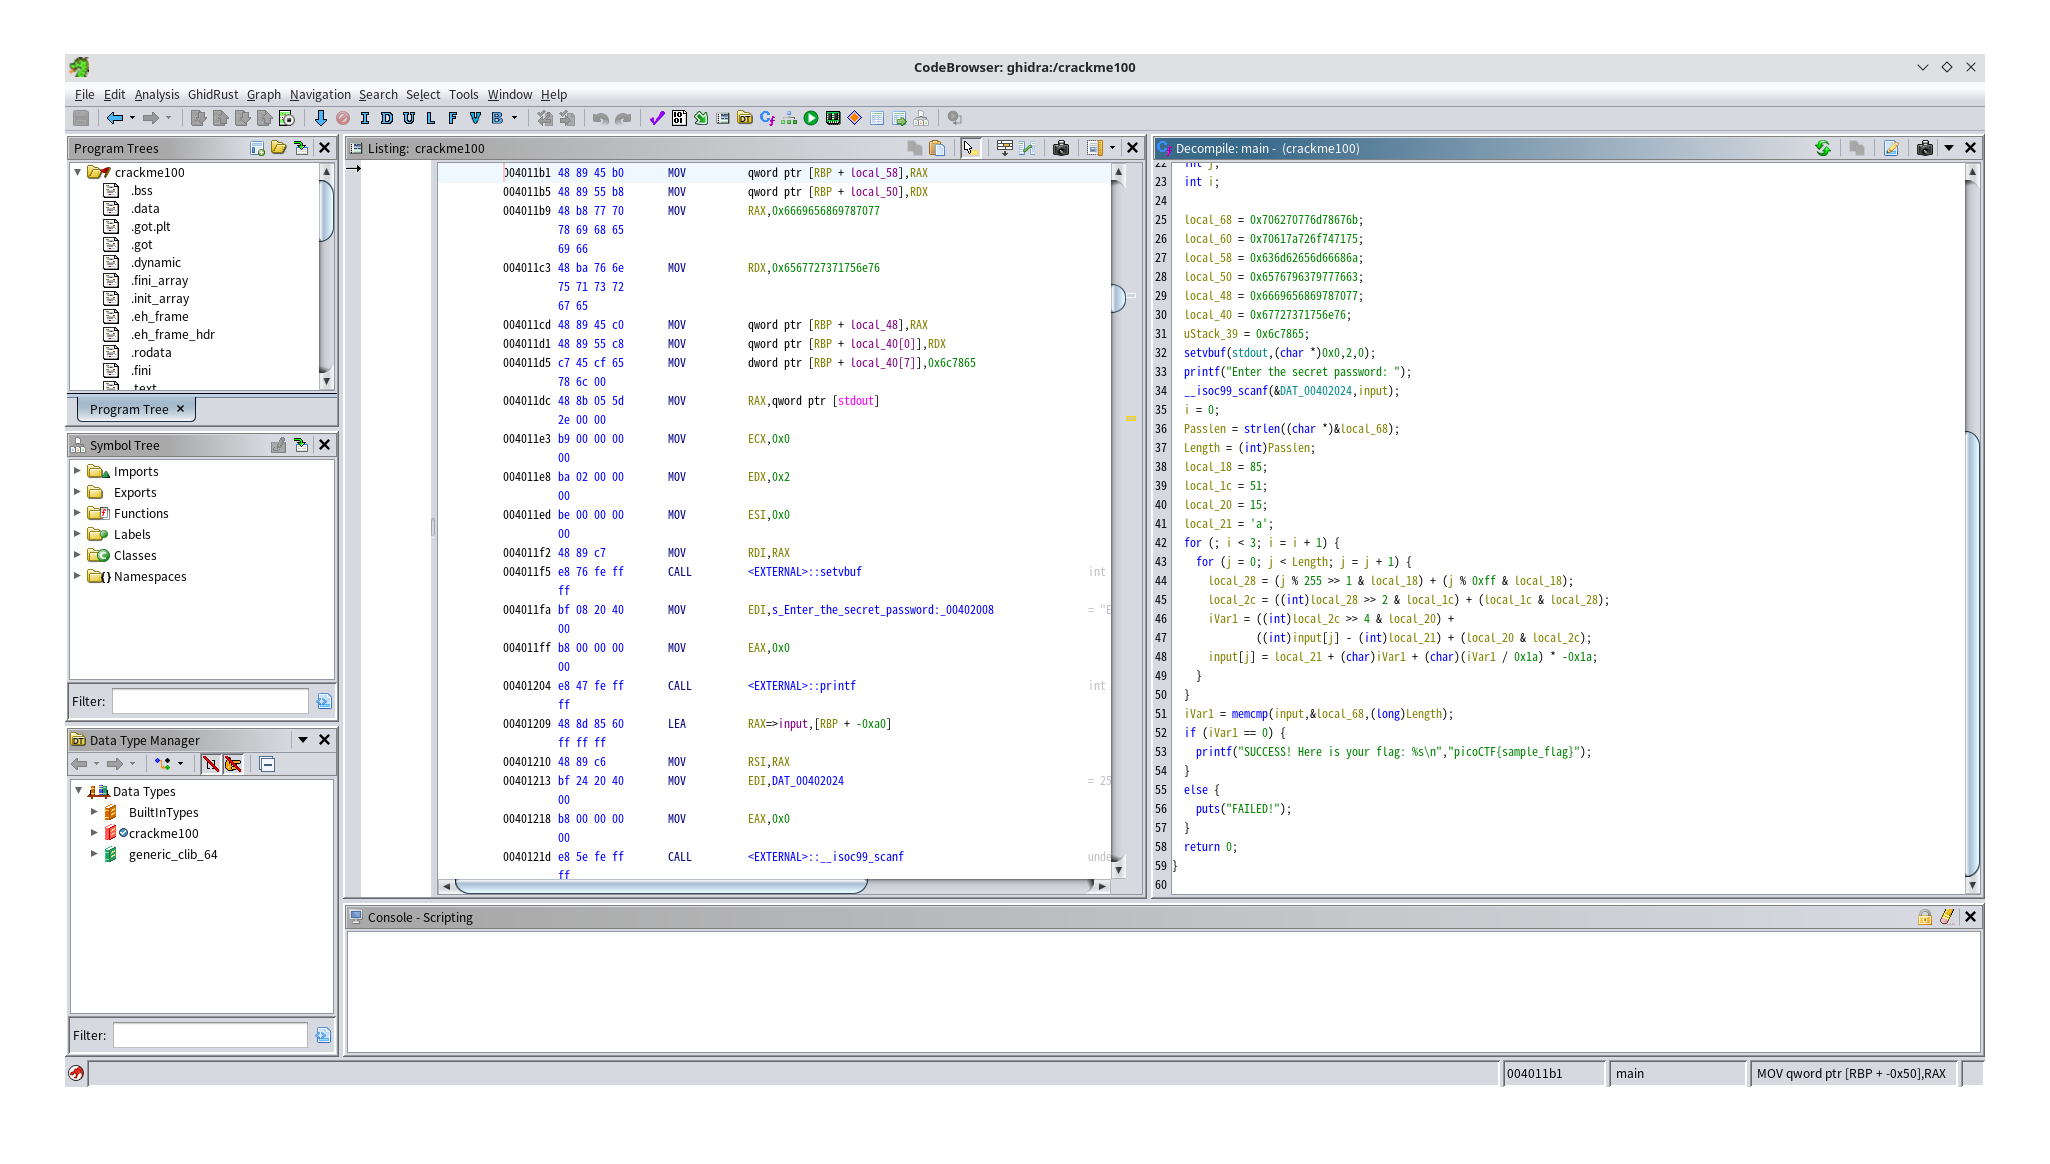 CodeBrowser: ghidra:/crackme100
File Edit Analysis GhidRust Graph Navigation Search Select Tools Window Help
I D U L F V B
Program Trees
crackme100
.bss
.data
.got.plt
.got
.dynamic
.fini_array
.init_array
.eh_frame
.eh_frame_hdr
.rodata
.fini
.text
Program Tree
Symbol Tree
Imports
Exports
Functions
Labels
Classes
Namespaces
Filter:
Data Type Manager
Data Types
BuiltInTypes
crackme100
generic_clib_64
Filter:
Listing: crackme100
004011b1 48 89 45 b0 MOV qword ptr [RBP + local_58],RAX
004011b5 48 89 55 b8 MOV qword ptr [RBP + local_50],RDX
004011b9 48 b8 77 70 MOV RAX,0x6669656869787077
78 69 68 65
69 66
004011c3 48 ba 76 6e MOV RDX,0x6567727371756e76
75 71 73 72
67 65
004011cd 48 89 45 c0 MOV qword ptr [RBP + local_48],RAX
004011d1 48 89 55 c8 MOV qword ptr [RBP + local_40[0]],RDX
004011d5 c7 45 cf 65 MOV dword ptr [RBP + local_40[7]],0x6c7865
78 6c 00
004011dc 48 8b 05 5d MOV RAX,qword ptr [stdout]
2e 00 00
004011e3 b9 00 00 00 MOV ECX,0x0
00
004011e8 ba 02 00 00 MOV EDX,0x2
00
004011ed be 00 00 00 MOV ESI,0x0
00
004011f2 48 89 c7 MOV RDI,RAX
004011f5 e8 76 fe ff CALL <EXTERNAL>::setvbuf int
ff
004011fa bf 08 20 40 MOV EDI,s_Enter_the_secret_password:_00402008 = "E
00
004011ff b8 00 00 00 MOV EAX,0x0
00
00401204 e8 47 fe ff CALL <EXTERNAL>::printf int
ff
00401209 48 8d 85 60 LEA RAX=>input,[RBP + -0xa0]
ff ff ff
00401210 48 89 c6 MOV RSI,RAX
00401213 bf 24 20 40 MOV EDI,DAT_00402024 = 25
00
00401218 b8 00 00 00 MOV EAX,0x0
00
0040121d e8 5e fe ff CALL <EXTERNAL>::__isoc99_scanf unde
ff
Decompile: main - (crackme100)
22 int j;
23 int i;
24
25 local_68 = 0x706270776d78676b;
26 local_60 = 0x70617a726f747175;
27 local_58 = 0x636d62656d66686a;
28 local_50 = 0x6576796379777663;
29 local_48 = 0x6669656869787077;
30 local_40 = 0x67727371756e76;
31 uStack_39 = 0x6c7865;
32 setvbuf(stdout,(char *)0x0,2,0);
33 printf("Enter the secret password: ");
34 __isoc99_scanf(&DAT_00402024,input);
35 i = 0;
36 Passlen = strlen((char *)&local_68);
37 Length = (int)Passlen;
38 local_18 = 85;
39 local_1c = 51;
40 local_20 = 15;
41 local_21 = 'a';
42 for (; i < 3; i = i + 1) {
43 for (j = 0; j < Length; j = j + 1) {
44 local_28 = (j % 255 >> 1 & local_18) + (j % 0xff & local_18);
45 local_2c = ((int)local_28 >> 2 & local_1c) + (local_1c & local_28);
46 iVar1 = ((int)local_2c >> 4 & local_20) +
47 ((int)input[j] - (int)local_21) + (local_20 & local_2c);
48 input[j] = local_21 + (char)iVar1 + (char)(iVar1 / 0x1a) * -0x1a;
49 }
50 }
51 iVar1 = memcmp(input,&local_68,(long)Length);
52 if (iVar1 == 0) {
53 printf("SUCCESS! Here is your flag: %s\n","picoCTF{sample_flag}");
54 }
55 else {
56 puts("FAILED!");
57 }
58 return 0;
59 }
60
Console - Scripting
004011b1 main MOV qword ptr [RBP + -0x50],RAX